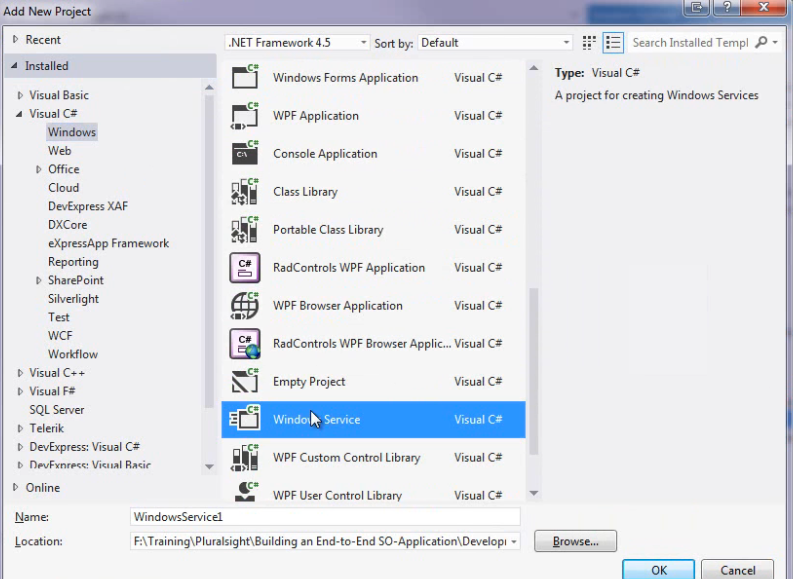 Add New Project
Recent
.NET Framework 4.5 Sort by: Default Search Installed Templ
Installed
Visual Basic
Visual C#
Windows
Web
Office
Cloud
DevExpress XAF
DXCore
eXpressApp Framework
Reporting
SharePoint
Silverlight
Test
WCF
Workflow
Visual C++
Visual F#
SQL Server
Telerik
DevExpress: Visual C#
DevExpress: Visual Basic
Online
Windows Forms Application Visual C#
WPF Application Visual C#
Console Application Visual C#
Class Library Visual C#
Portable Class Library Visual C#
RadControls WPF Application Visual C#
WPF Browser Application Visual C#
RadControls WPF Browser Applic... Visual C#
Empty Project Visual C#
Windows Service Visual C#
WPF Custom Control Library Visual C#
WPF User Control Library Visual C#
Type: Visual C#
A project for creating Windows Services
Name: WindowsService1
Location: F:\Training\Pluralsight\Building an End-to-End SO-Application\Develop Browse...
OK Cancel